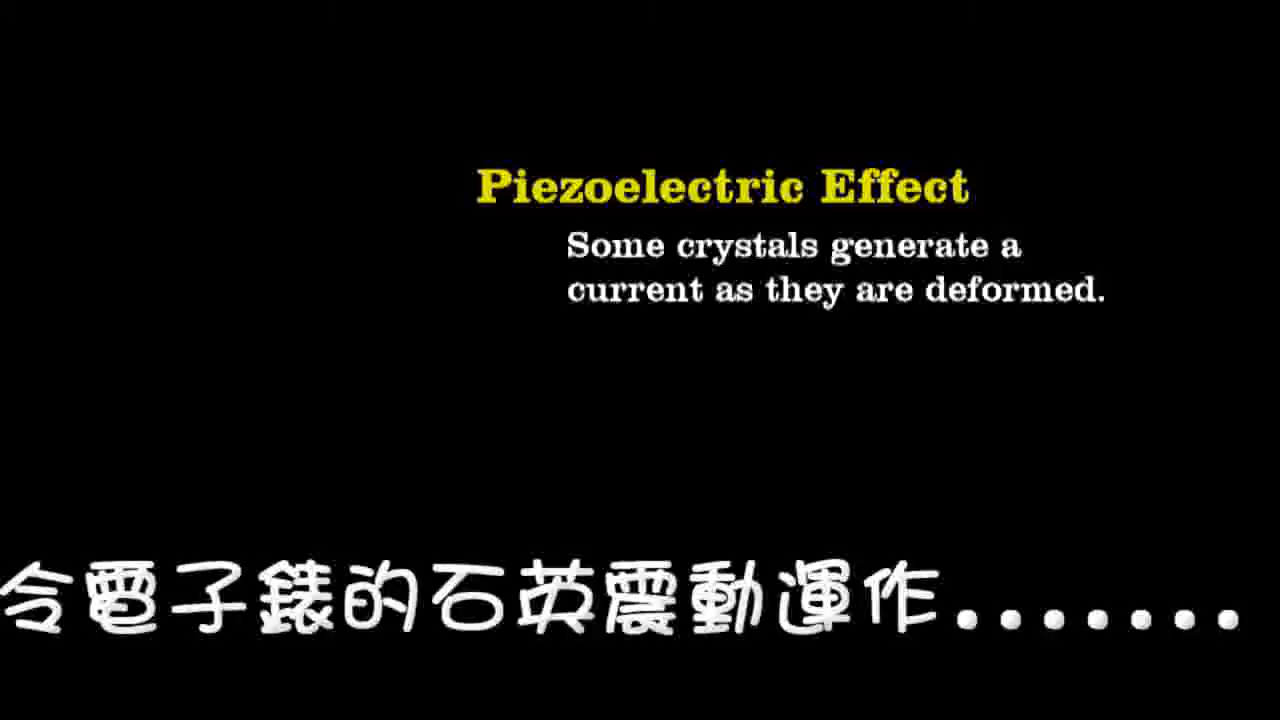 Piezoelectric Effect
Some crystals generate a
current as they are deformed.
令電子錶的石英震動運作.......